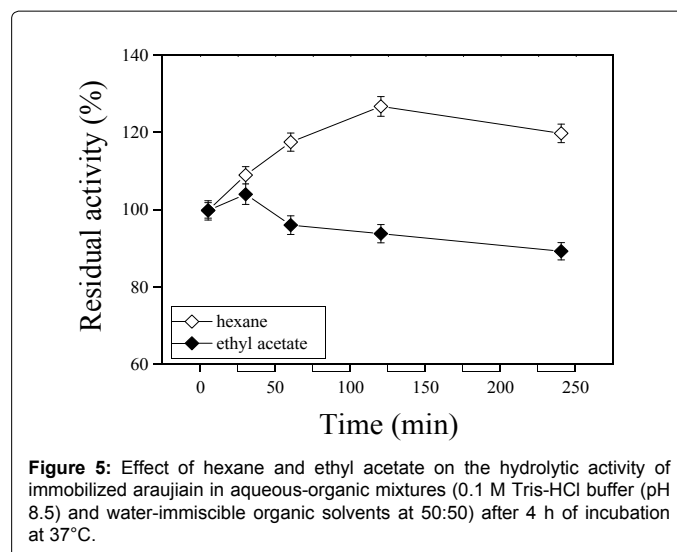 140
120
100
80
60
Residual activity (%)
hexane
ethyl acetate
0 50 100 150 200 250
Time (min)
Figure 5: Effect of hexane and ethyl acetate on the hydrolytic activity of
immobilized araujiain in aqueous-organic mixtures (0.1 M Tris-HCl buffer (pH
8.5) and water-immiscible organic solvents at 50:50) after 4 h of incubation
at 37°C.